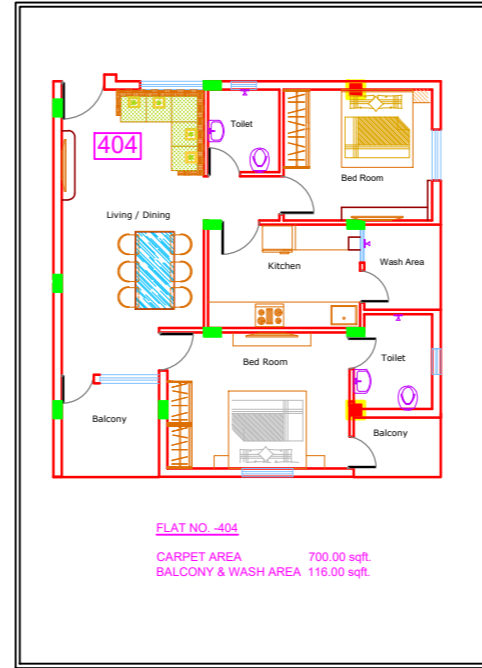 Toilet
404
Bed Room
Living / Dining
Kitchen
Wash Area
Bed Room
Toilet
Balcony
Balcony
FLAT NO. -404
CARPET AREA 700.00 sqft.
BALCONY & WASH AREA 116.00 sqft.